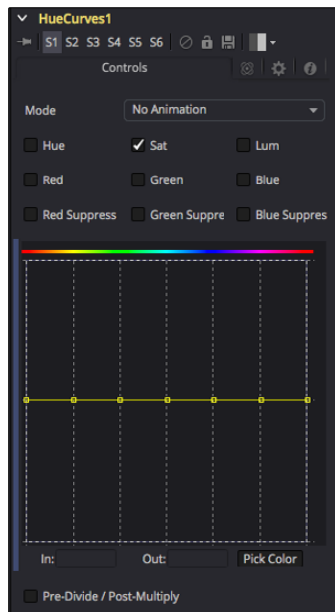 HueCurves1
S1 S2 S3 S4 S5 S6
Controls
Mode No Animation
Hue Sat Lum
Red Green Blue
Red Suppress Green Suppre Blue Suppres
In: Out: Pick Color
Pre-Divide / Post-Multiply